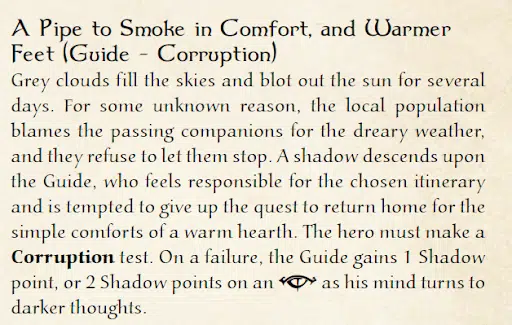 A Pipe to Smoke in Comfort, and Warmer
Feet (Guide – Corruption)
Grey clouds fill the skies and blot out the sun for several
days. For some unknown reason, the local population
blames the passing companions for the dreary weather,
and they refuse to let them stop. A shadow descends upon
the Guide, who feels responsible for the chosen itinerary
and is tempted to give up the quest to return home for the
simple comforts of a warm hearth. The hero must make a
Corruption test. On a failure, the Guide gains 1 Shadow
point, or 2 Shadow points on an as his mind turns to
darker thoughts.